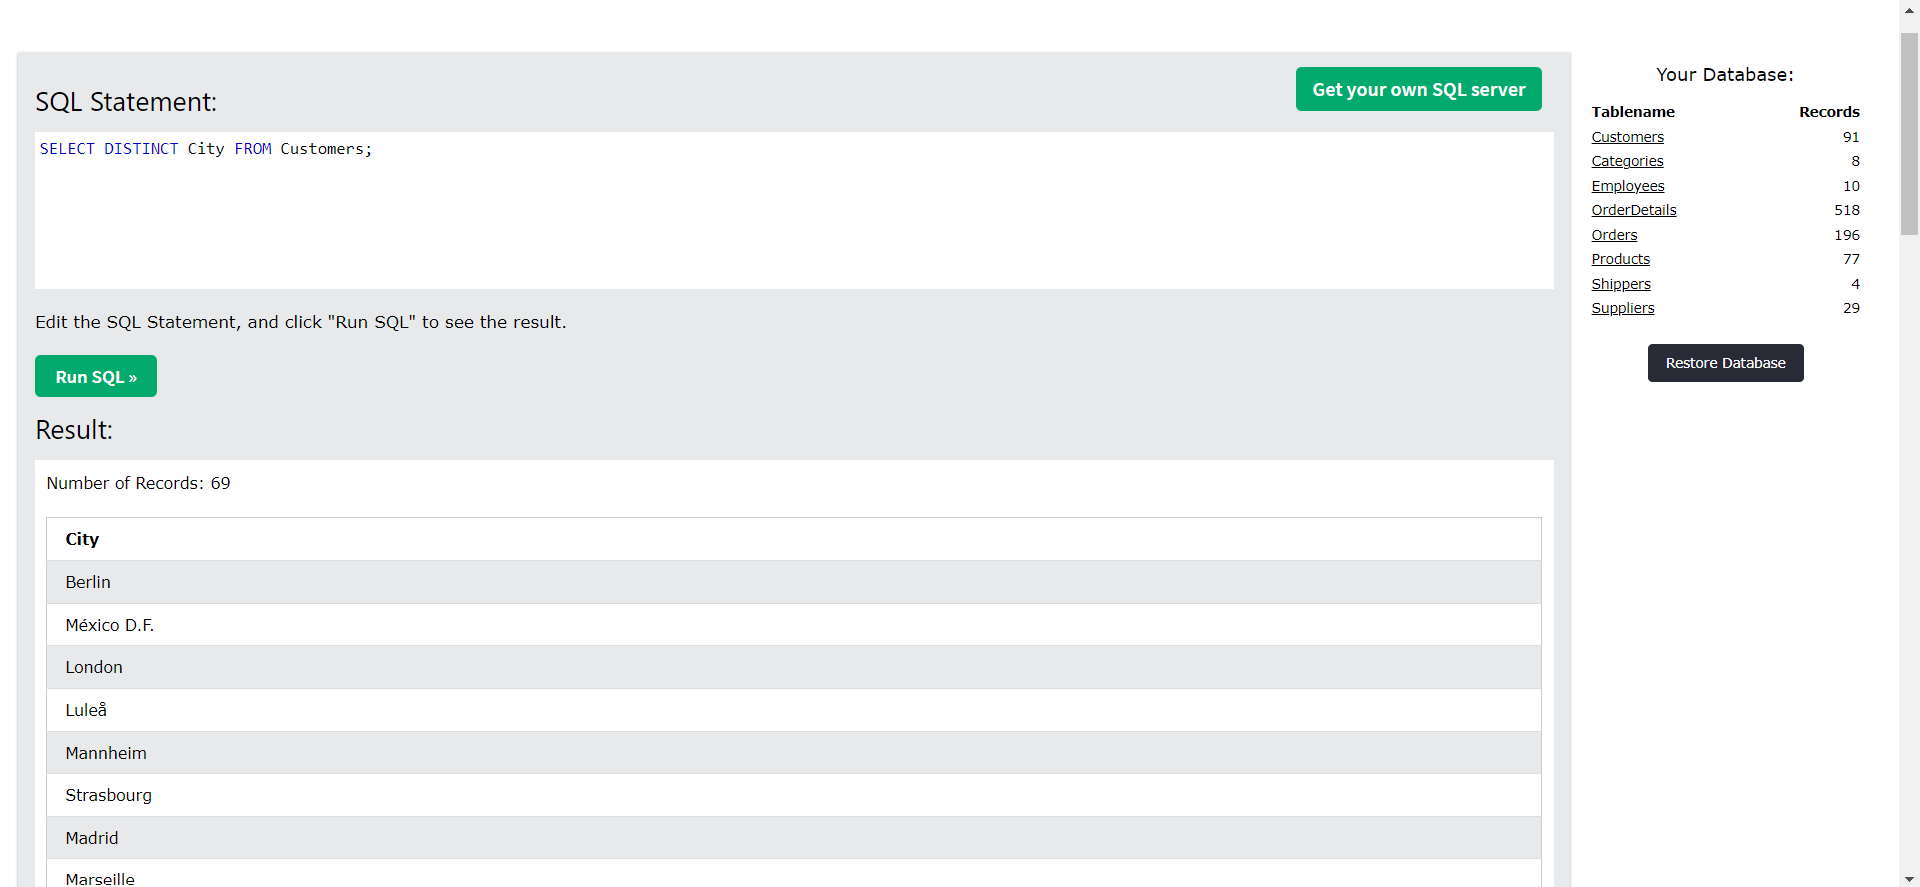 Get your own SQL server
SQL Statement:
SELECT DISTINCT City FROM Customers;
Edit the SQL Statement, and click "Run SQL" to see the result.
Run SQL »
Result:
Number of Records: 69
City
Berlin
México D.F.
London
Luleå
Mannheim
Strasbourg
Madrid
Marseille
Your Database:
Tablename Records
Customers 91
Categories 8
Employees 10
OrderDetails 518
Orders 196
Products 77
Shippers 4
Suppliers 29
Restore Database